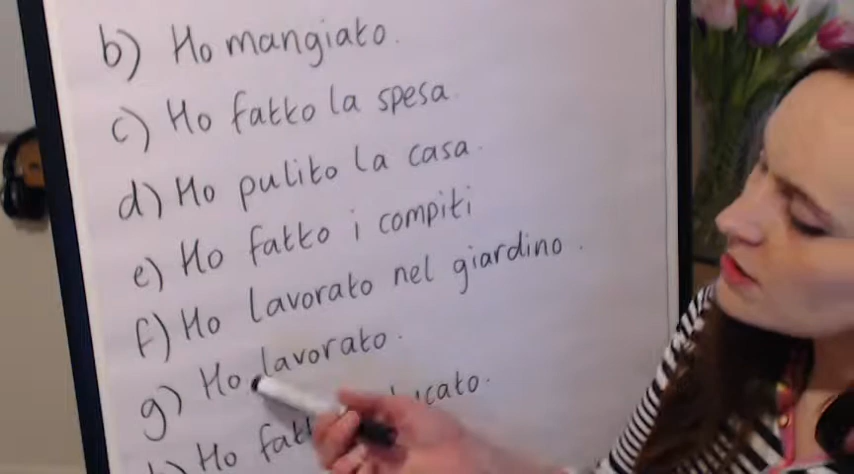 b) Ho mangiato.
c) Ho fatto la spesa.
d) Ho pulito la casa.
e) Ho fatto i compiti
f) Ho lavorato nel giardino.
g) Ho lavorato.
Ho